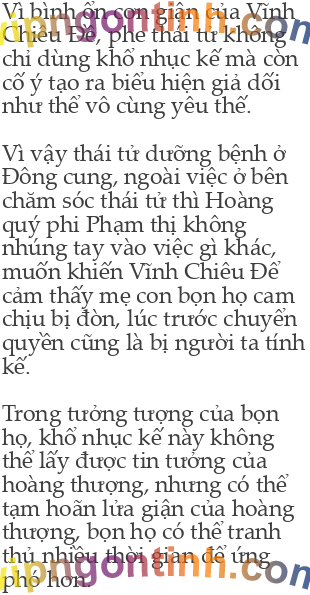 Vì bình ổn cơn giận của Vĩnh
Chiêu Đế, phe thái tử không
chỉ dùng khổ nhục kế mà còn
cố ý tạo ra biểu hiện giả dối
như thể vô cùng yêu thế.
Vì vậy thái tử dưỡng bệnh ở
Đông cung, ngoài việc ở bên
chăm sóc thái tử thì Hoàng
quý phi Phạm thị không
nhúng tay vào việc gì khác,
muốn khiến Vĩnh Chiêu Để
cảm thấy mẹ con bọn họ cam
chịu bị đòn, lúc trước chuyển
quyền cũng là bị người ta tính
kế.
Trong tưởng tượng của bọn
họ, khổ nhục kế này không
thể lấy được tin tưởng của
hoàng thượng, nhưng có thể
tạm hoãn lửa giận của hoàng
thượng, bọn họ có thể tranh
thủ nhiều thời gian để ứng
phó hơn.
vipngontinh.com
vipngontinh.com